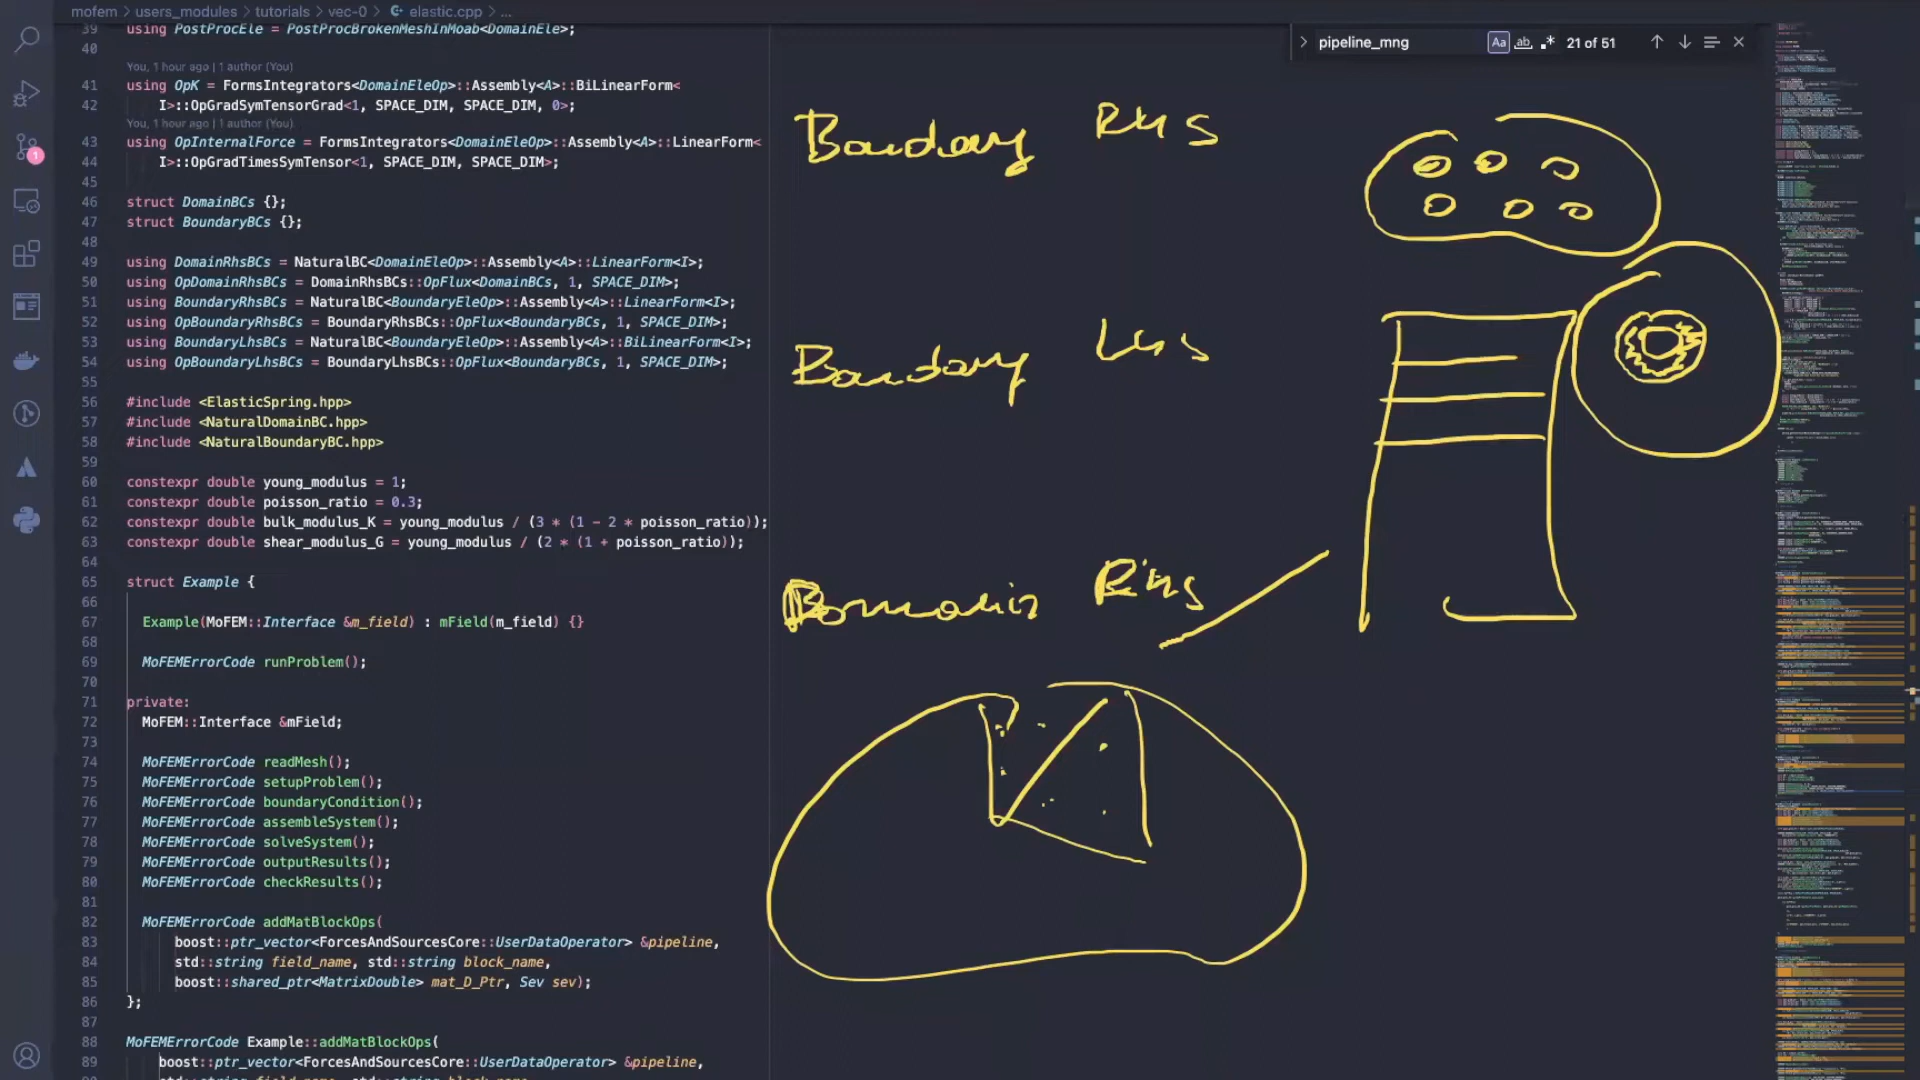 mofem > users_modules > tutorials > vec-0 > elastic.cpp > ...
pipeline_mng
Aa ab .* 21 of 51
39 using PostProcEle = PostProcBrokenMeshInMoab<DomainEle>;
40
You, 1 hour ago | 1 author (You)
41 using OpK = FormsIntegrators<DomainEleOp>::Assembly<A>::BiLinearForm<
42 I>::OpGradSymTensorGrad<1, SPACE_DIM, SPACE_DIM, 0>;
You, 1 hour ago | 1 author (You)
43 using OpInternalForce = FormsIntegrators<DomainEleOp>::Assembly<A>::LinearForm<
44 I>::OpGradTimesSymTensor<1, SPACE_DIM, SPACE_DIM>;
45
46 struct DomainBCs {};
47 struct BoundaryBCs {};
48
49 using DomainRhsBCs = NaturalBC<DomainEleOp>::Assembly<A>::LinearForm<I>;
50 using OpDomainRhsBCs = DomainRhsBCs::OpFlux<DomainBCs, 1, SPACE_DIM>;
51 using BoundaryRhsBCs = NaturalBC<BoundaryEleOp>::Assembly<A>::LinearForm<I>;
52 using OpBoundaryRhsBCs = BoundaryRhsBCs::OpFlux<BoundaryBCs, 1, SPACE_DIM>;
53 using BoundaryLhsBCs = NaturalBC<BoundaryEleOp>::Assembly<A>::BiLinearForm<I>;
54 using OpBoundaryLhsBCs = BoundaryLhsBCs::OpFlux<BoundaryBCs, 1, SPACE_DIM>;
55
56 #include <ElasticSpring.hpp>
57 #include <NaturalDomainBC.hpp>
58 #include <NaturalBoundaryBC.hpp>
59
60 constexpr double young_modulus = 1;
61 constexpr double poisson_ratio = 0.3;
62 constexpr double bulk_modulus_K = young_modulus / (3 * (1 - 2 * poisson_ratio));
63 constexpr double shear_modulus_G = young_modulus / (2 * (1 + poisson_ratio));
64
65 struct Example {
66
67 Example(MoFEM::Interface &m_field) : mField(m_field) {}
68
69 MoFEMErrorCode runProblem();
70
71 private:
72 MoFEM::Interface &mField;
73
74 MoFEMErrorCode readMesh();
75 MoFEMErrorCode setupProblem();
76 MoFEMErrorCode boundaryCondition();
77 MoFEMErrorCode assembleSystem();
78 MoFEMErrorCode solveSystem();
79 MoFEMErrorCode outputResults();
80 MoFEMErrorCode checkResults();
81
82 MoFEMErrorCode addMatBlockOps(
83 boost::ptr_vector<ForcesAndSourcesCore::UserDataOperator> &pipeline,
84 std::string field_name, std::string block_name,
85 boost::shared_ptr<MatrixDouble> mat_D_Ptr, Sev sev);
86 };
87
88 MoFEMErrorCode Example::addMatBlockOps(
89 boost::ptr_vector<ForcesAndSourcesCore::UserDataOperator> &pipeline,
Boundary Rhs
Boundary Lhs
1